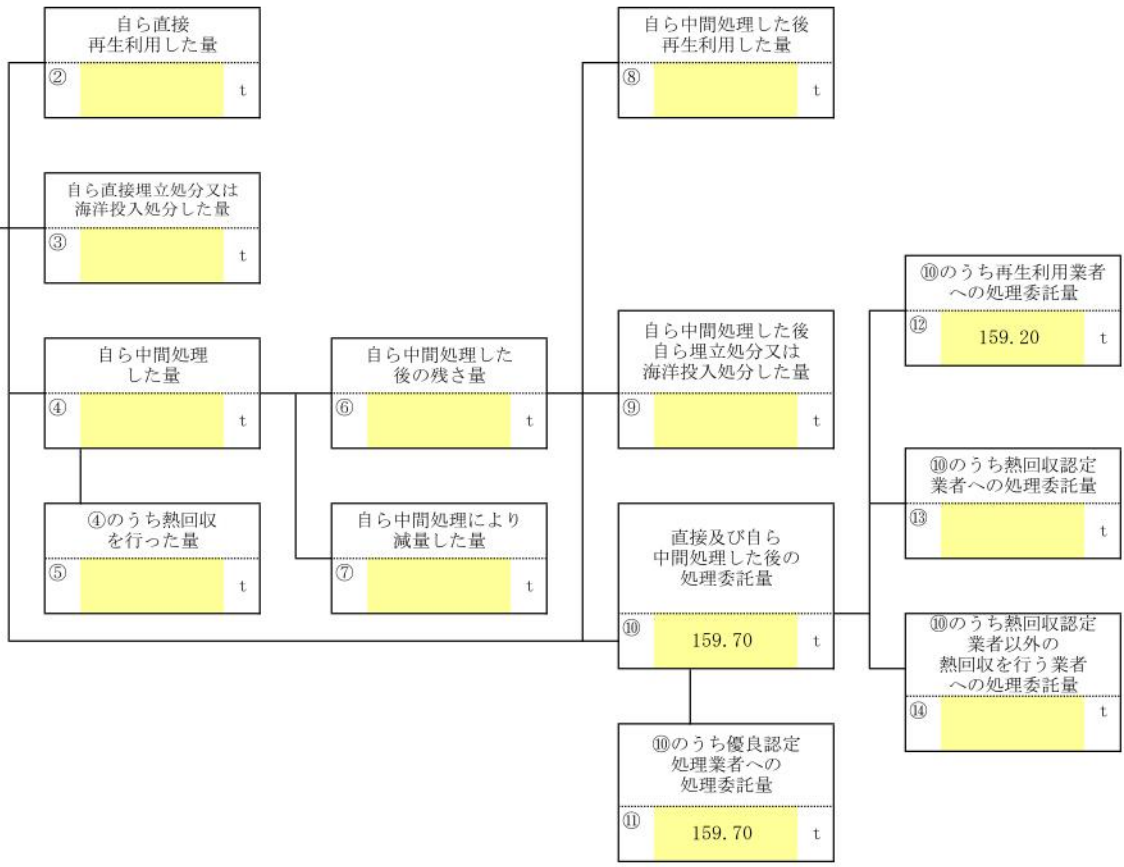 自ら直接
再生利用した量
②
t
自ら直接埋立処分又は
海洋投入処分した量
③
t
自ら中間処理
した量
④
t
④のうち熱回収
を行った量
⑤
t
自ら中間処理した
後の残さ量
⑥
t
自ら中間処理により
減量した量
⑦
t
自ら中間処理した後
再生利用した量
⑧
t
自ら中間処理した後
自ら埋立処分又は
海洋投入処分した量
⑨
t
直接及び自ら
中間処理した後の
処理委託量
⑩ 159.70 t
⑩のうち優良認定
処理業者への
処理委託量
⑪ 159.70 t
⑩のうち再生利用業者
への処理委託量
⑫ 159.20 t
⑩のうち熱回収認定
業者への処理委託量
⑬
t
⑩のうち熱回収認定
業者以外の
熱回収を行う業者
への処理委託量
⑭
t